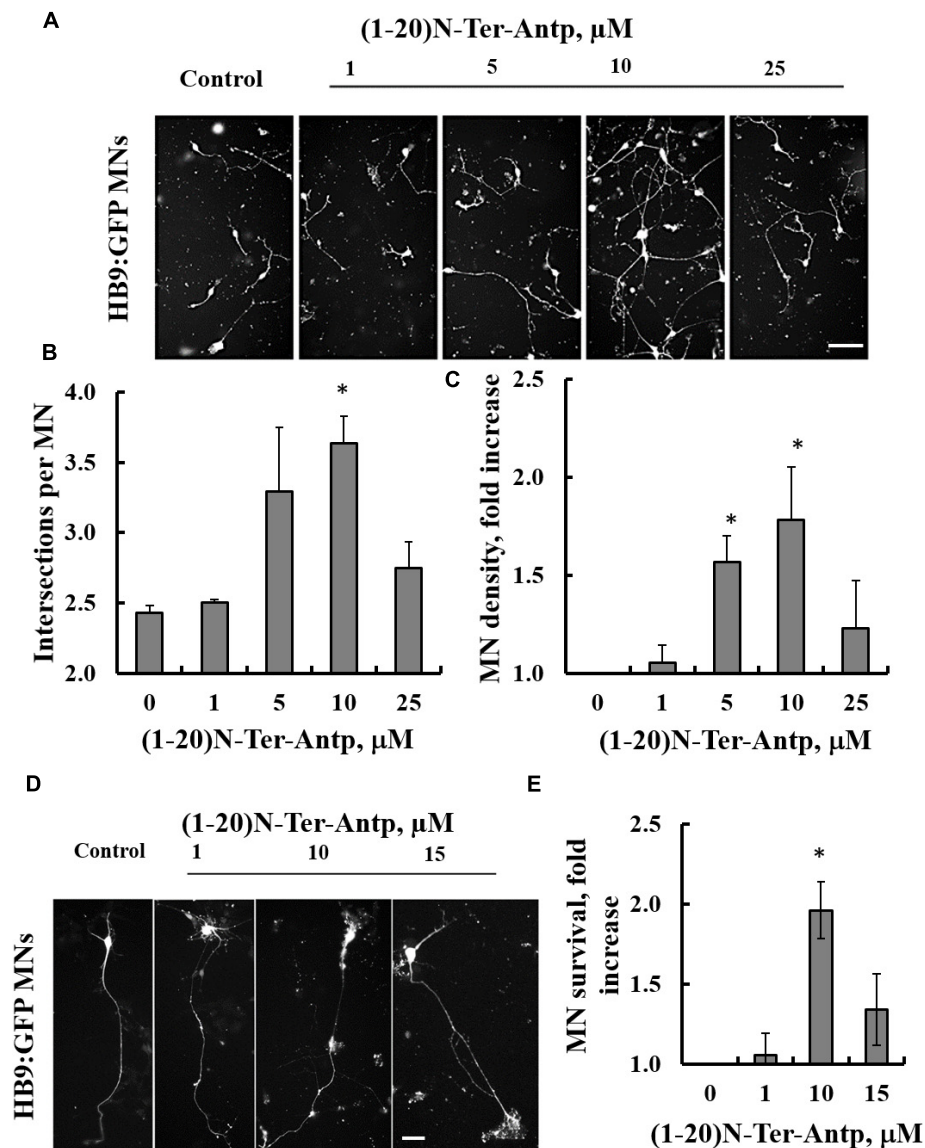 A
(1-20)N-Ter-Antp, µM
Control 1 5 10 25
HB9:GFP MNs
B
Intersections per MN
4.0
3.5
3.0
2.5
2.0
*
0 1 5 10 25
(1-20)N-Ter-Antp, µM
C
MN density, fold increase
2.5
2.0
1.5
1.0
* *
0 1 5 10 25
(1-20)N-Ter-Antp, µM
D
(1-20)N-Ter-Antp, µM
Control 1 10 15
HB9:GFP MNs
E
MN survival, fold
increase
2.5
2.0
1.5
1.0
*
0 1 10 15
(1-20)N-Ter-Antp, µM